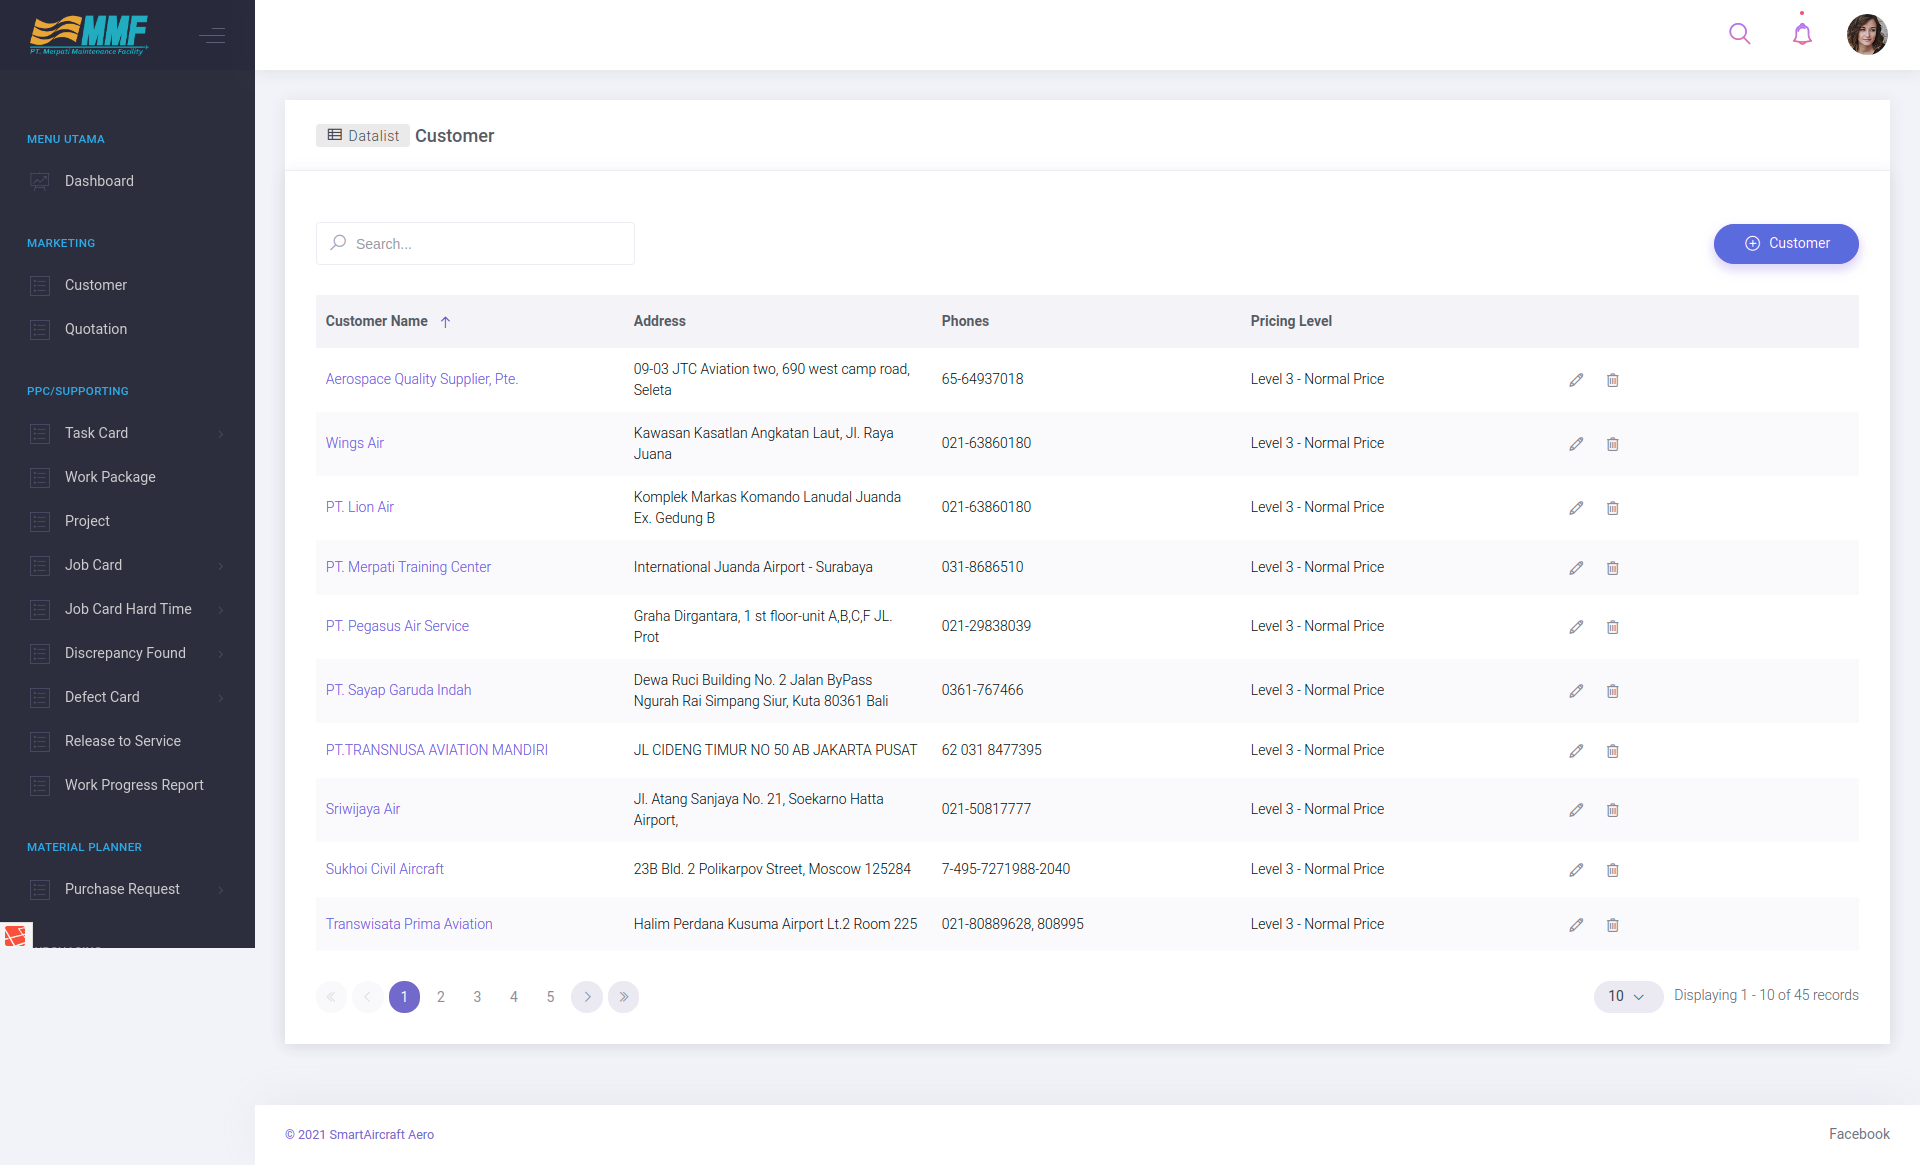 MMF
PT. Merpati Maintenance Facility
MENU UTAMA
Dashboard
MARKETING
Customer
Quotation
PPC/SUPPORTING
Task Card
Work Package
Project
Job Card
Job Card Hard Time
Discrepancy Found
Defect Card
Release to Service
Work Progress Report
MATERIAL PLANNER
Purchase Request
Datalist Customer
Search...
Customer
Customer Name Address Phones Pricing Level
Aerospace Quality Supplier, Pte. 09-03 JTC Aviation two, 690 west camp road, 65-64937018 Level 3 - Normal Price
Seleta
Wings Air Kawasan Kasatlan Angkatan Laut, Jl. Raya 021-63860180 Level 3 - Normal Price
Juana
PT. Lion Air Komplek Markas Komando Lanudal Juanda 021-63860180 Level 3 - Normal Price
Ex. Gedung B
PT. Merpati Training Center International Juanda Airport - Surabaya 031-8686510 Level 3 - Normal Price
PT. Pegasus Air Service Graha Dirgantara, 1 st floor-unit A,B,C,F JL. 021-29838039 Level 3 - Normal Price
Prot
PT. Sayap Garuda Indah Dewa Ruci Building No. 2 Jalan ByPass 0361-767466 Level 3 - Normal Price
Ngurah Rai Simpang Siur, Kuta 80361 Bali
PT.TRANSNUSA AVIATION MANDIRI JL CIDENG TIMUR NO 50 AB JAKARTA PUSAT 62 031 8477395 Level 3 - Normal Price
Sriwijaya Air Jl. Atang Sanjaya No. 21, Soekarno Hatta 021-50817777 Level 3 - Normal Price
Airport,
Sukhoi Civil Aircraft 23B Bld. 2 Polikarpov Street, Moscow 125284 7-495-7271988-2040 Level 3 - Normal Price
Transwisata Prima Aviation Halim Perdana Kusuma Airport Lt.2 Room 225 021-80889628, 808995 Level 3 - Normal Price
1 2 3 4 5 10 Displaying 1 - 10 of 45 records
© 2021 SmartAircraft Aero Facebook